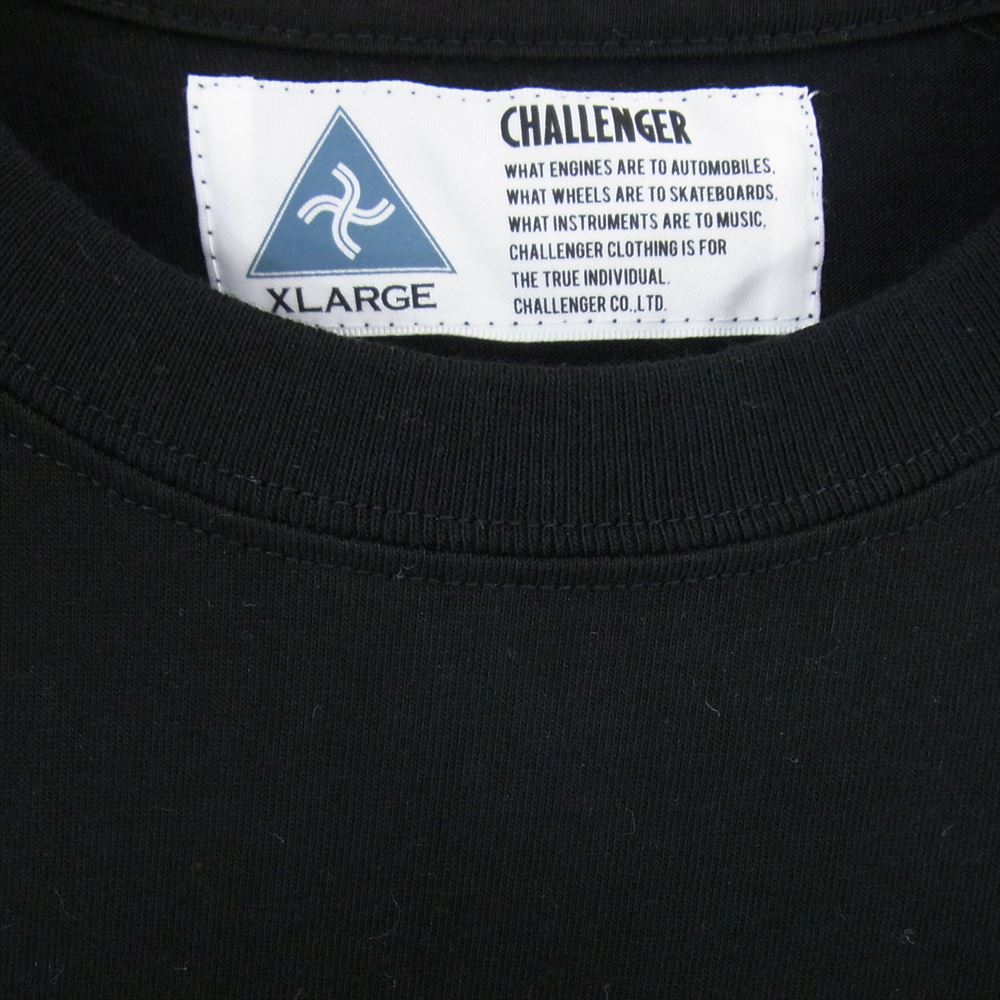 XLARGE
CHALLENGER
WHAT ENGINES ARE TO AUTOMOBILES,
WHAT WHEELS ARE TO SKATEBOARDS,
WHAT INSTRUMENTS ARE TO MUSIC,
CHALLENGER CLOTHING IS FOR
THE TRUE INDIVIDUAL.
CHALLENGER CO.,LTD.